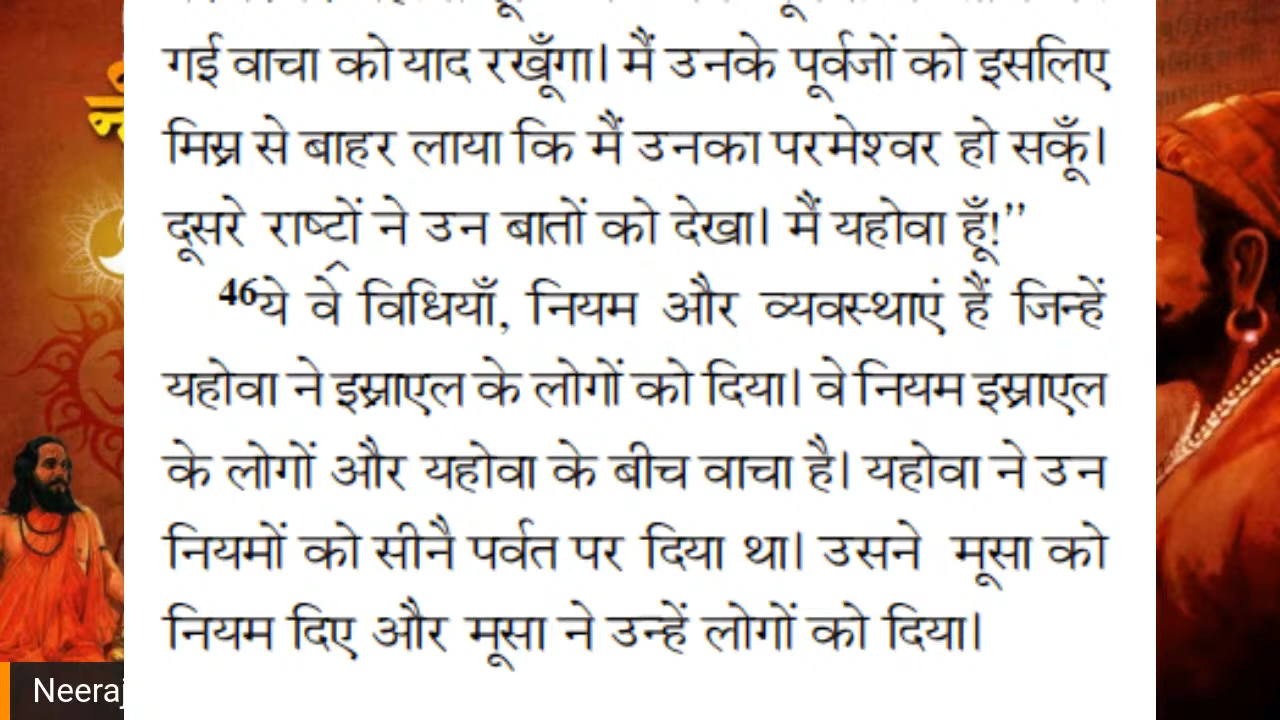 गई वाचा को याद रखूँगा। मैं उनके पूर्वजों को इसलिए
मिस्र से बाहर लाया कि मैं उनका परमेश्वर हो सकूँ।
दूसरे राष्ट्रों ने उन बातों को देखा। मैं यहोवा हूँ!”
46ये वे विधियाँ, नियम और व्यवस्थाएं हैं जिन्हें
यहोवा ने इस्राएल के लोगों को दिया। वे नियम इस्राएल
के लोगों और यहोवा के बीच वाचा है। यहोवा ने उन
नियमों को सीनै पर्वत पर दिया था। उसने मूसा को
नियम दिए और मूसा ने उन्हें लोगों को दिया।
Neeraj